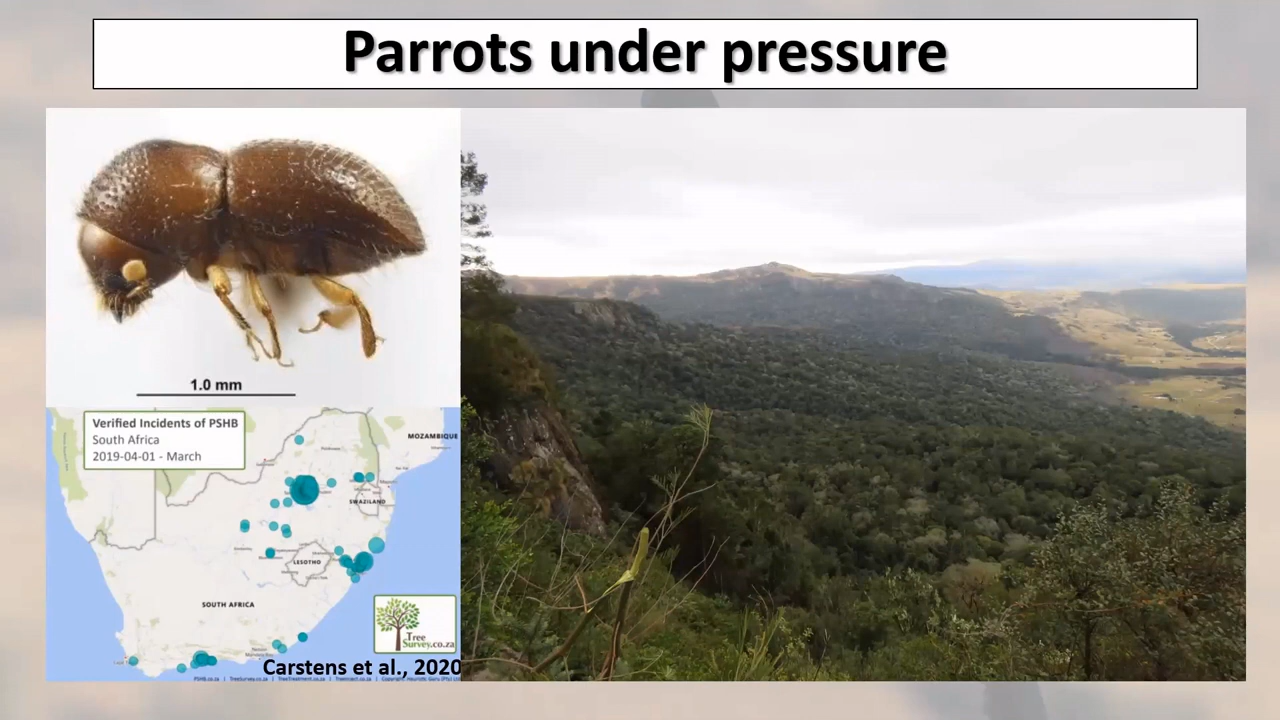 Parrots under pressure
1.0 mm
Verified Incidents of PSHB
South Africa
2019-04-01 - March
MOZAMBIQUE
SWAZILAND
LESOTHO
SOUTH AFRICA
Tree
Survey.co.za
Carstens et al., 2020